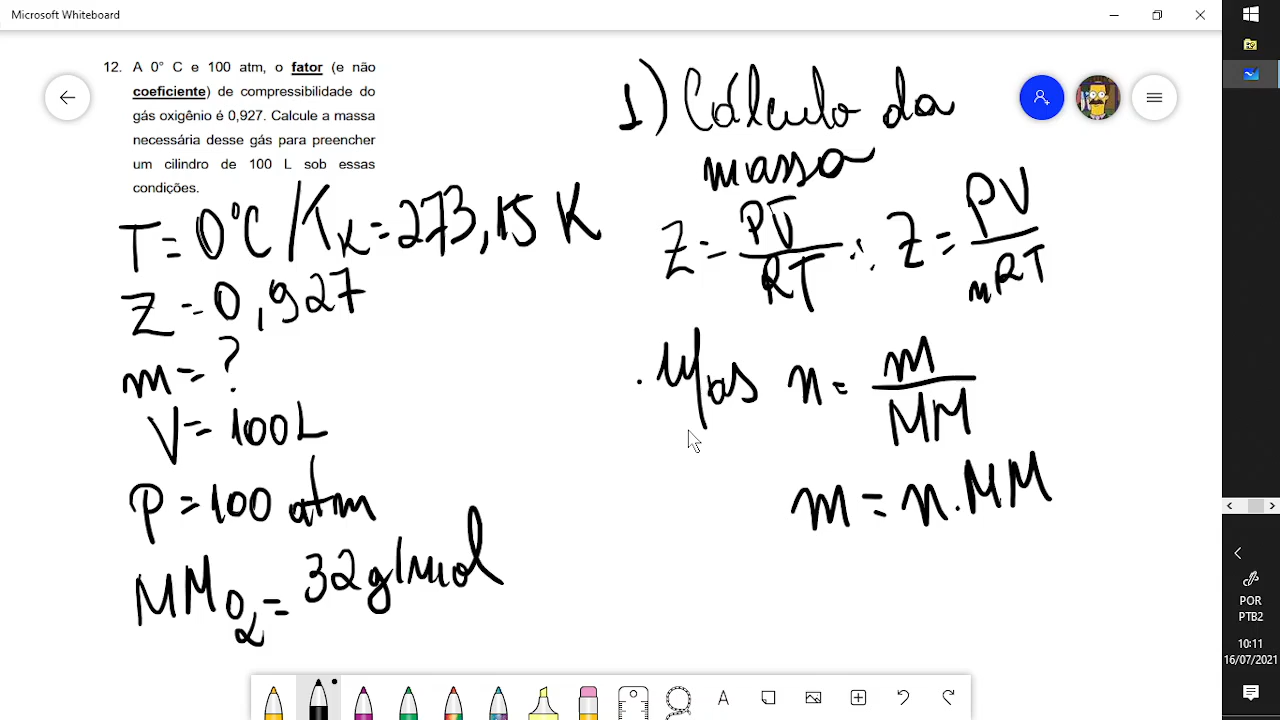 Microsoft Whiteboard
12. A 0° C e 100 atm, o fator (e não
coeficiente) de compressibilidade do
gás oxigênio é 0,927. Calcule a massa
necessária desse gás para preencher
um cilindro de 100 L sob essas
condições.
T = 0°C / TK = 273,15 K
Z = 0,927
m = ?
V = 100L
P = 100 atm
MMO2 = 32g/mol
1) Cálculo da
massa
Z = PV̄/RT ∴ Z = PV/nRT
. Mas n = m/MM
m = n.MM
A
POR
PTB2
10:11
16/07/2021